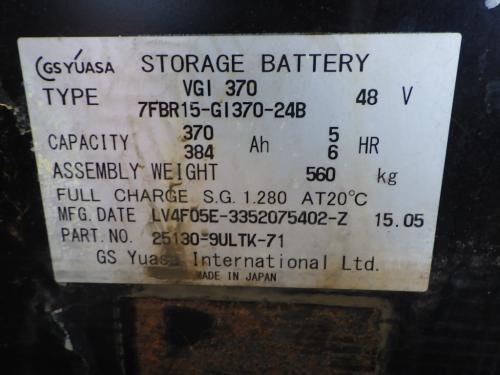 GS YUASA STORAGE BATTERY
TYPE VGI 370 48 V
7FBR15-GI370-24B
CAPACITY 370 Ah 5 HR
384 6
ASSEMBLY WEIGHT 560 kg
FULL CHARGE S.G. 1.280 AT20℃
MFG. DATE LV4F05E-3352075402-Z 15.05
PART. NO. 25130-9ULTK-71
GS Yuasa International Ltd.
MADE IN JAPAN